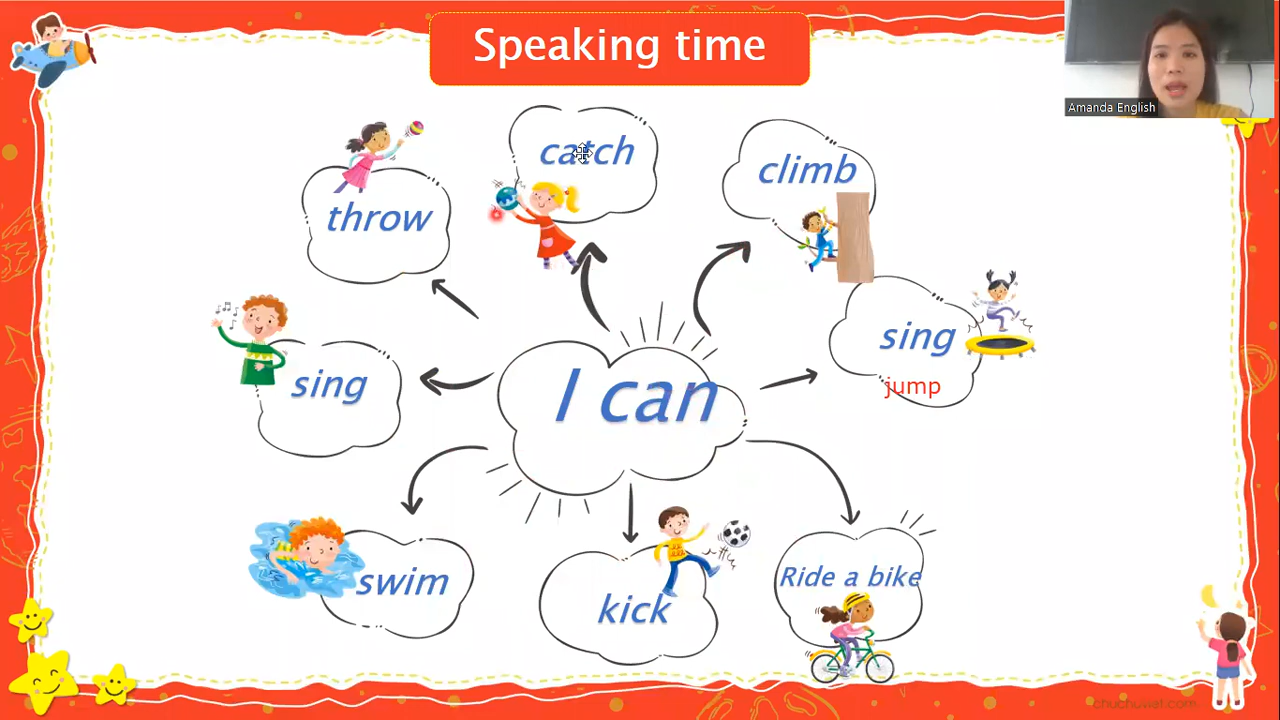 Speaking time
Amanda English
catch
climb
throw
sing
jump
sing
I can
swim
kick
Ride a bike
chuchuviet.com